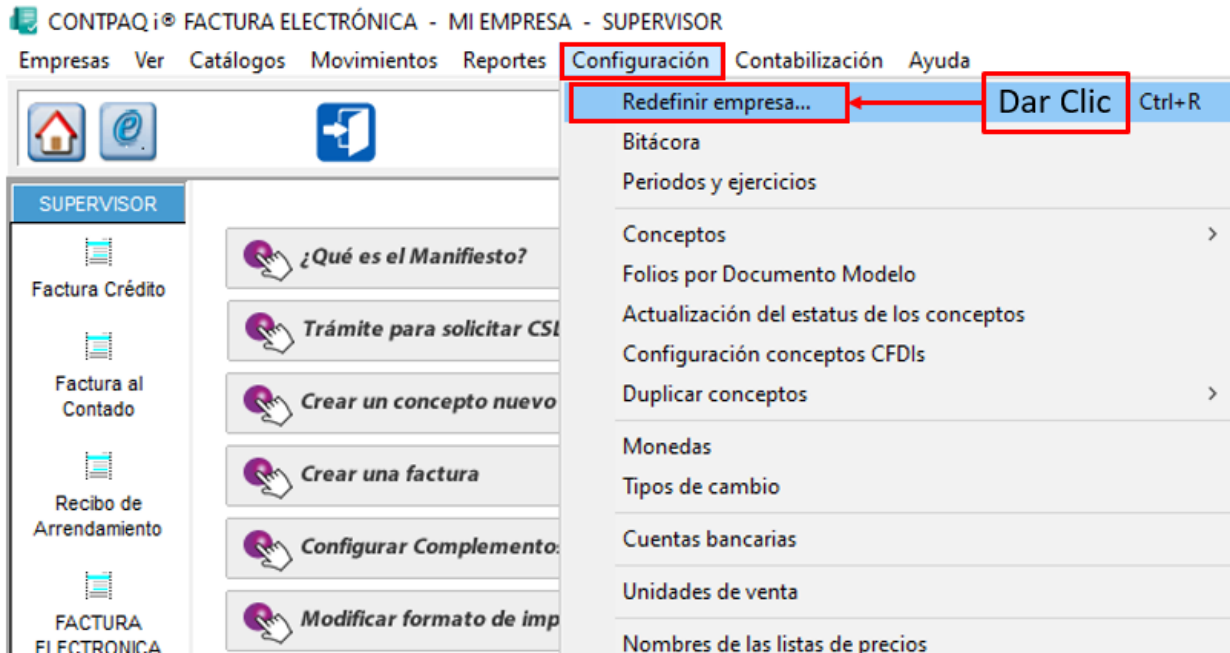 CONTPAQ i® FACTURA ELECTRÓNICA - MI EMPRESA - SUPERVISOR
Empresas Ver Catálogos Movimientos Reportes Configuración Contabilización Ayuda
Redefinir empresa... Dar Clic Ctrl+R
Bitácora
Periodos y ejercicios
Conceptos
Folios por Documento Modelo
Actualización del estatus de los conceptos
Configuración conceptos CFDIs
Duplicar conceptos
Monedas
Tipos de cambio
Cuentas bancarias
Unidades de venta
Nombres de las listas de precios
SUPERVISOR
Factura Crédito
Factura al
Contado
Recibo de
Arrendamiento
FACTURA
ELECTRONICA
¿Qué es el Manifiesto?
Trámite para solicitar CSD
Crear un concepto nuevo
Crear una factura
Configurar Complementos
Modificar formato de imp